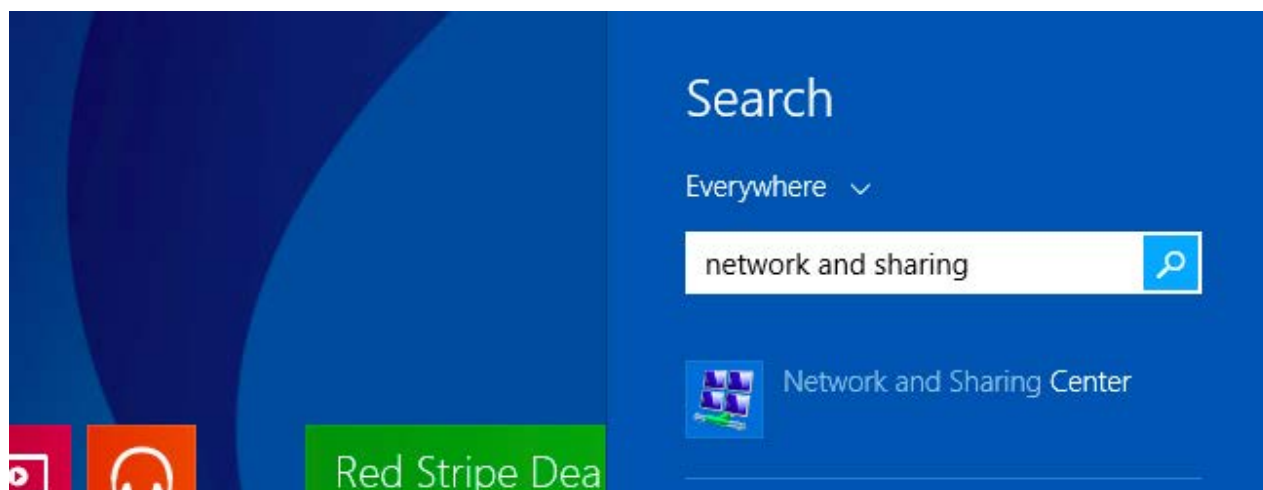 Search
Everywhere
network and sharing
Network and Sharing Center
Red Stripe Dea